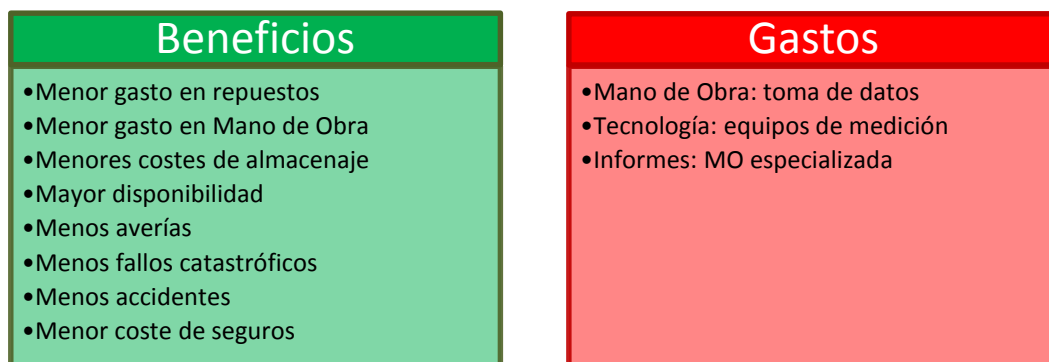 Beneficios
•Menor gasto en repuestos
•Menor gasto en Mano de Obra
•Menores costes de almacenaje
•Mayor disponibilidad
•Menos averías
•Menos fallos catastróficos
•Menos accidentes
•Menor coste de seguros
Gastos
•Mano de Obra: toma de datos
•Tecnología: equipos de medición
•Informes: MO especializada